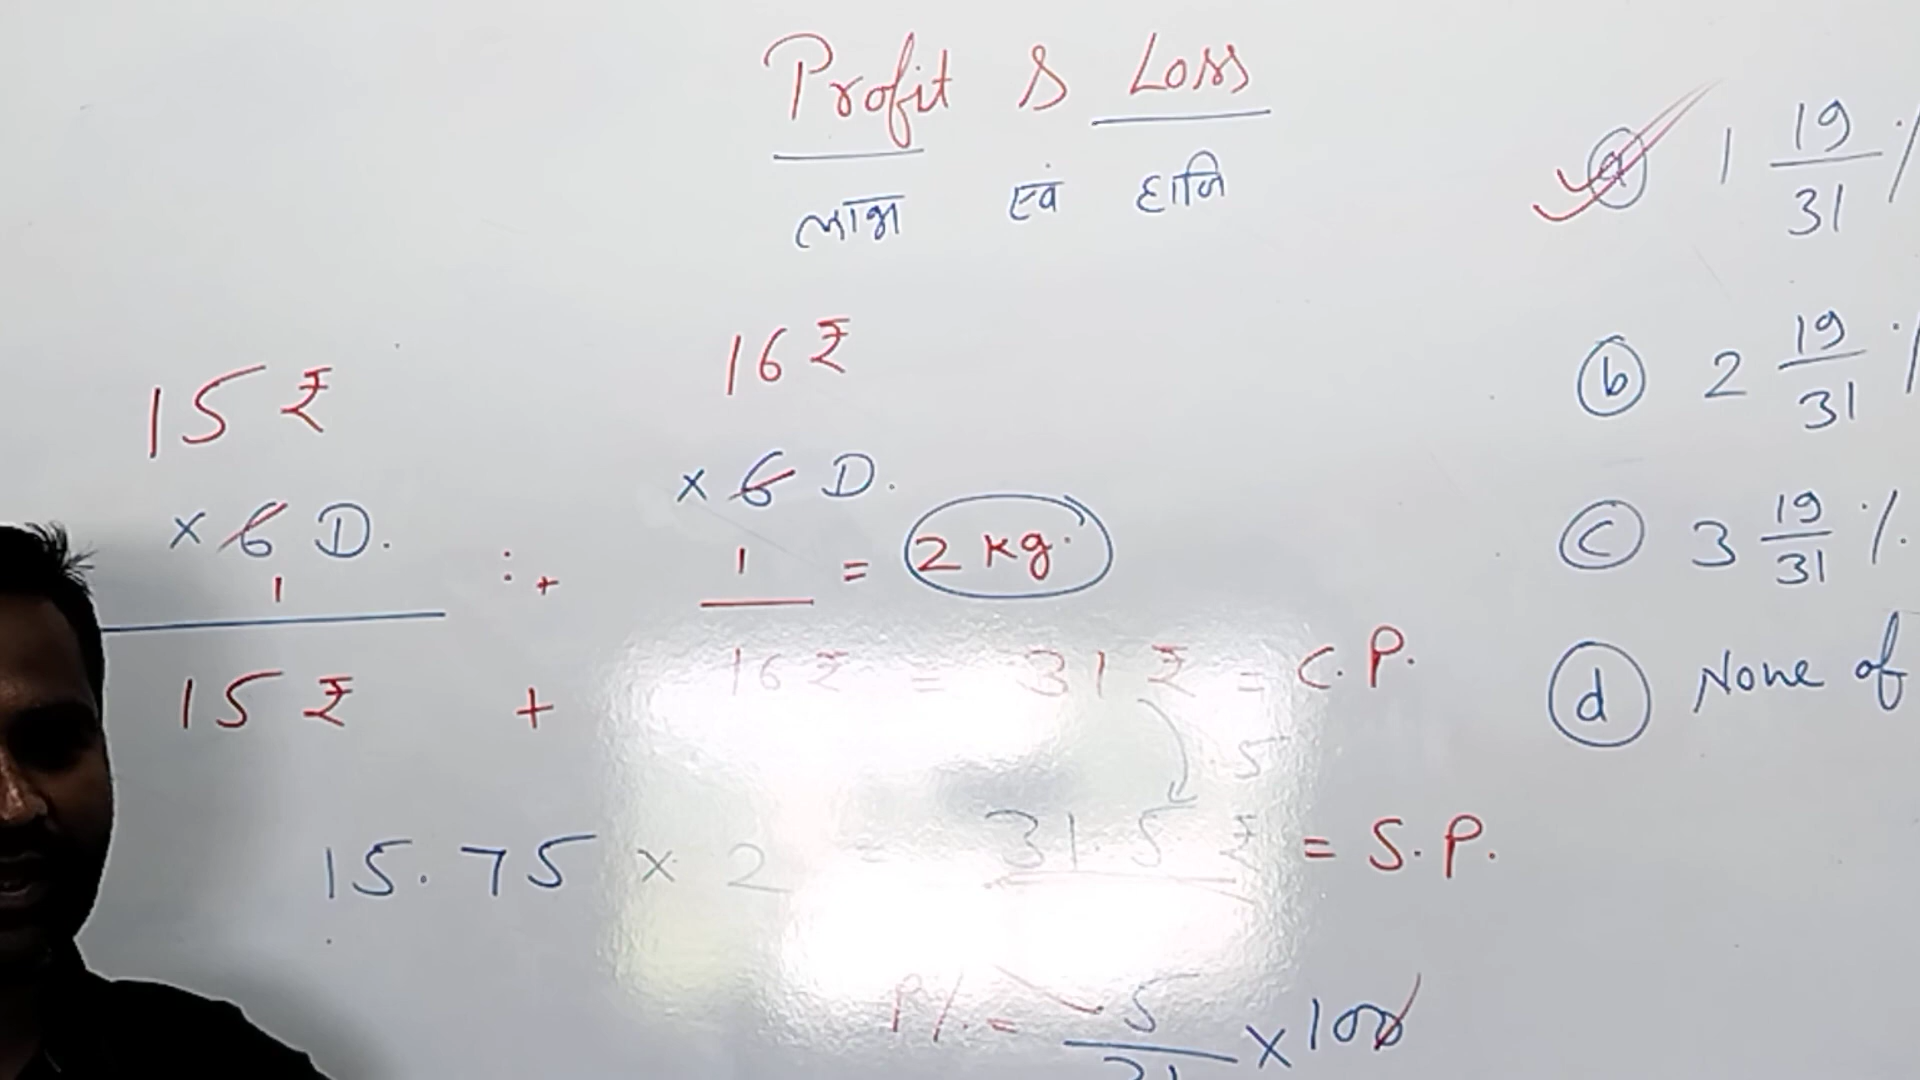 Profit & Loss
लाभ एवं हानि
15 ₹
16 ₹
× 6 D.
× 6 D.
1
:+
1 = 2 kg.
15 ₹ + 16 ₹ = 31 ₹ = C.P.
.5
15.75 × 2 = 31.5 ₹ = S.P.
P% = .5 × 100
31
a 1 19/31 %
b 2 19/31 %
c 3 19/31 %.
d None of